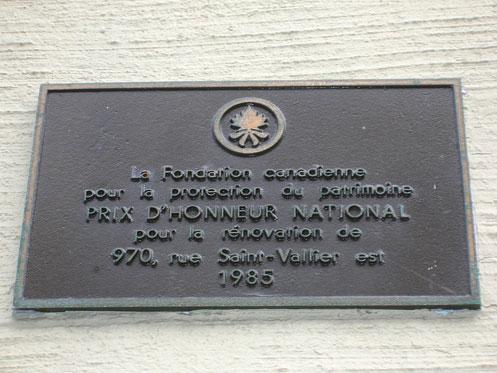 La Fondation canadienne
pour la protection du patrimoine
PRIX D'HONNEUR NATIONAL
pour la rénovation de
970, rue Saint-Vallier est
1985